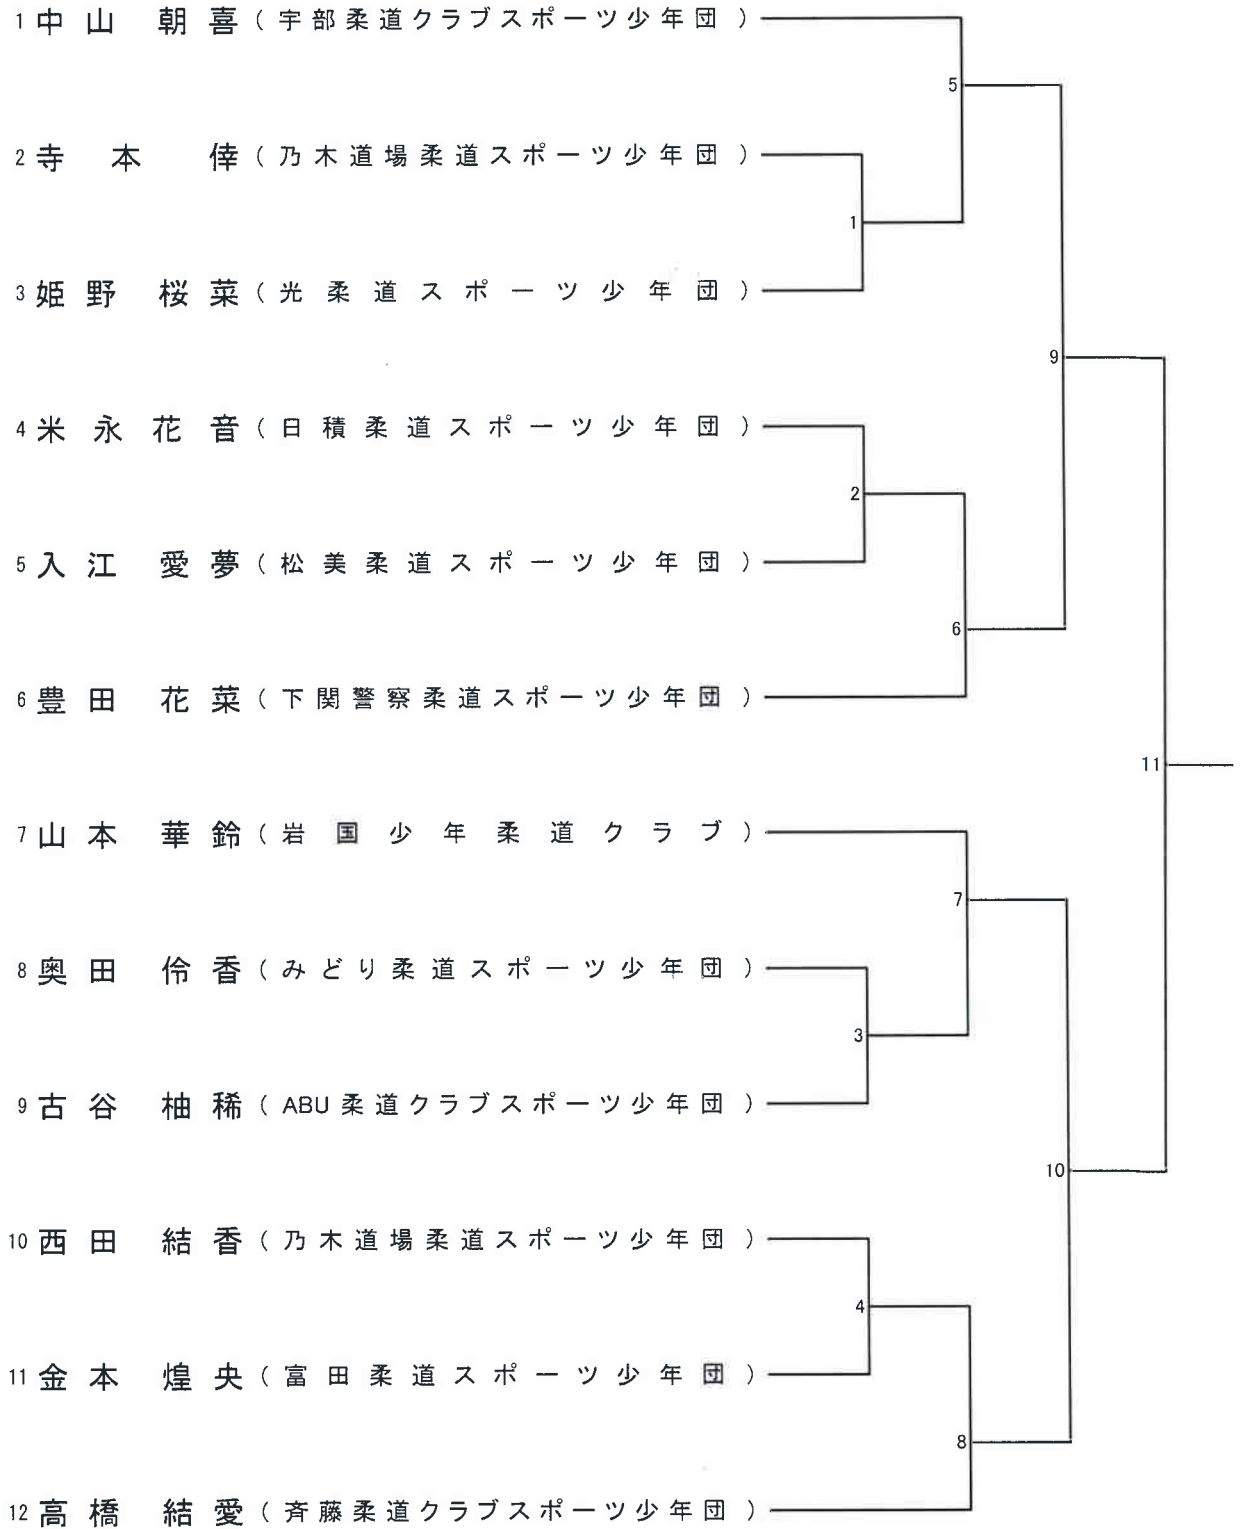 1 中山 朝喜 (宇部柔道クラブスポーツ少年団)
5
2 寺本 倖 (乃木道場柔道スポーツ少年団)
1
3 姫野 桜菜 (光柔道スポーツ少年団)
9
4 米永花音 (日積柔道スポーツ少年団)
2
5 入江 愛夢 (松美柔道スポーツ少年団)
6
6 豊田 花菜 (下関警察柔道スポーツ少年団)
11
7 山本 華鈴 (岩国少年柔道クラブ)
7
8 奥田 伶香 (みどり柔道スポーツ少年団)
3
9 古谷 柚稀 (ABU柔道クラブスポーツ少年団)
10
10 西田 結香 (乃木道場柔道スポーツ少年団)
4
11 金本 煌央 (富田柔道スポーツ少年団)
8
12 高橋 結愛 (斉藤柔道クラブスポーツ少年団)